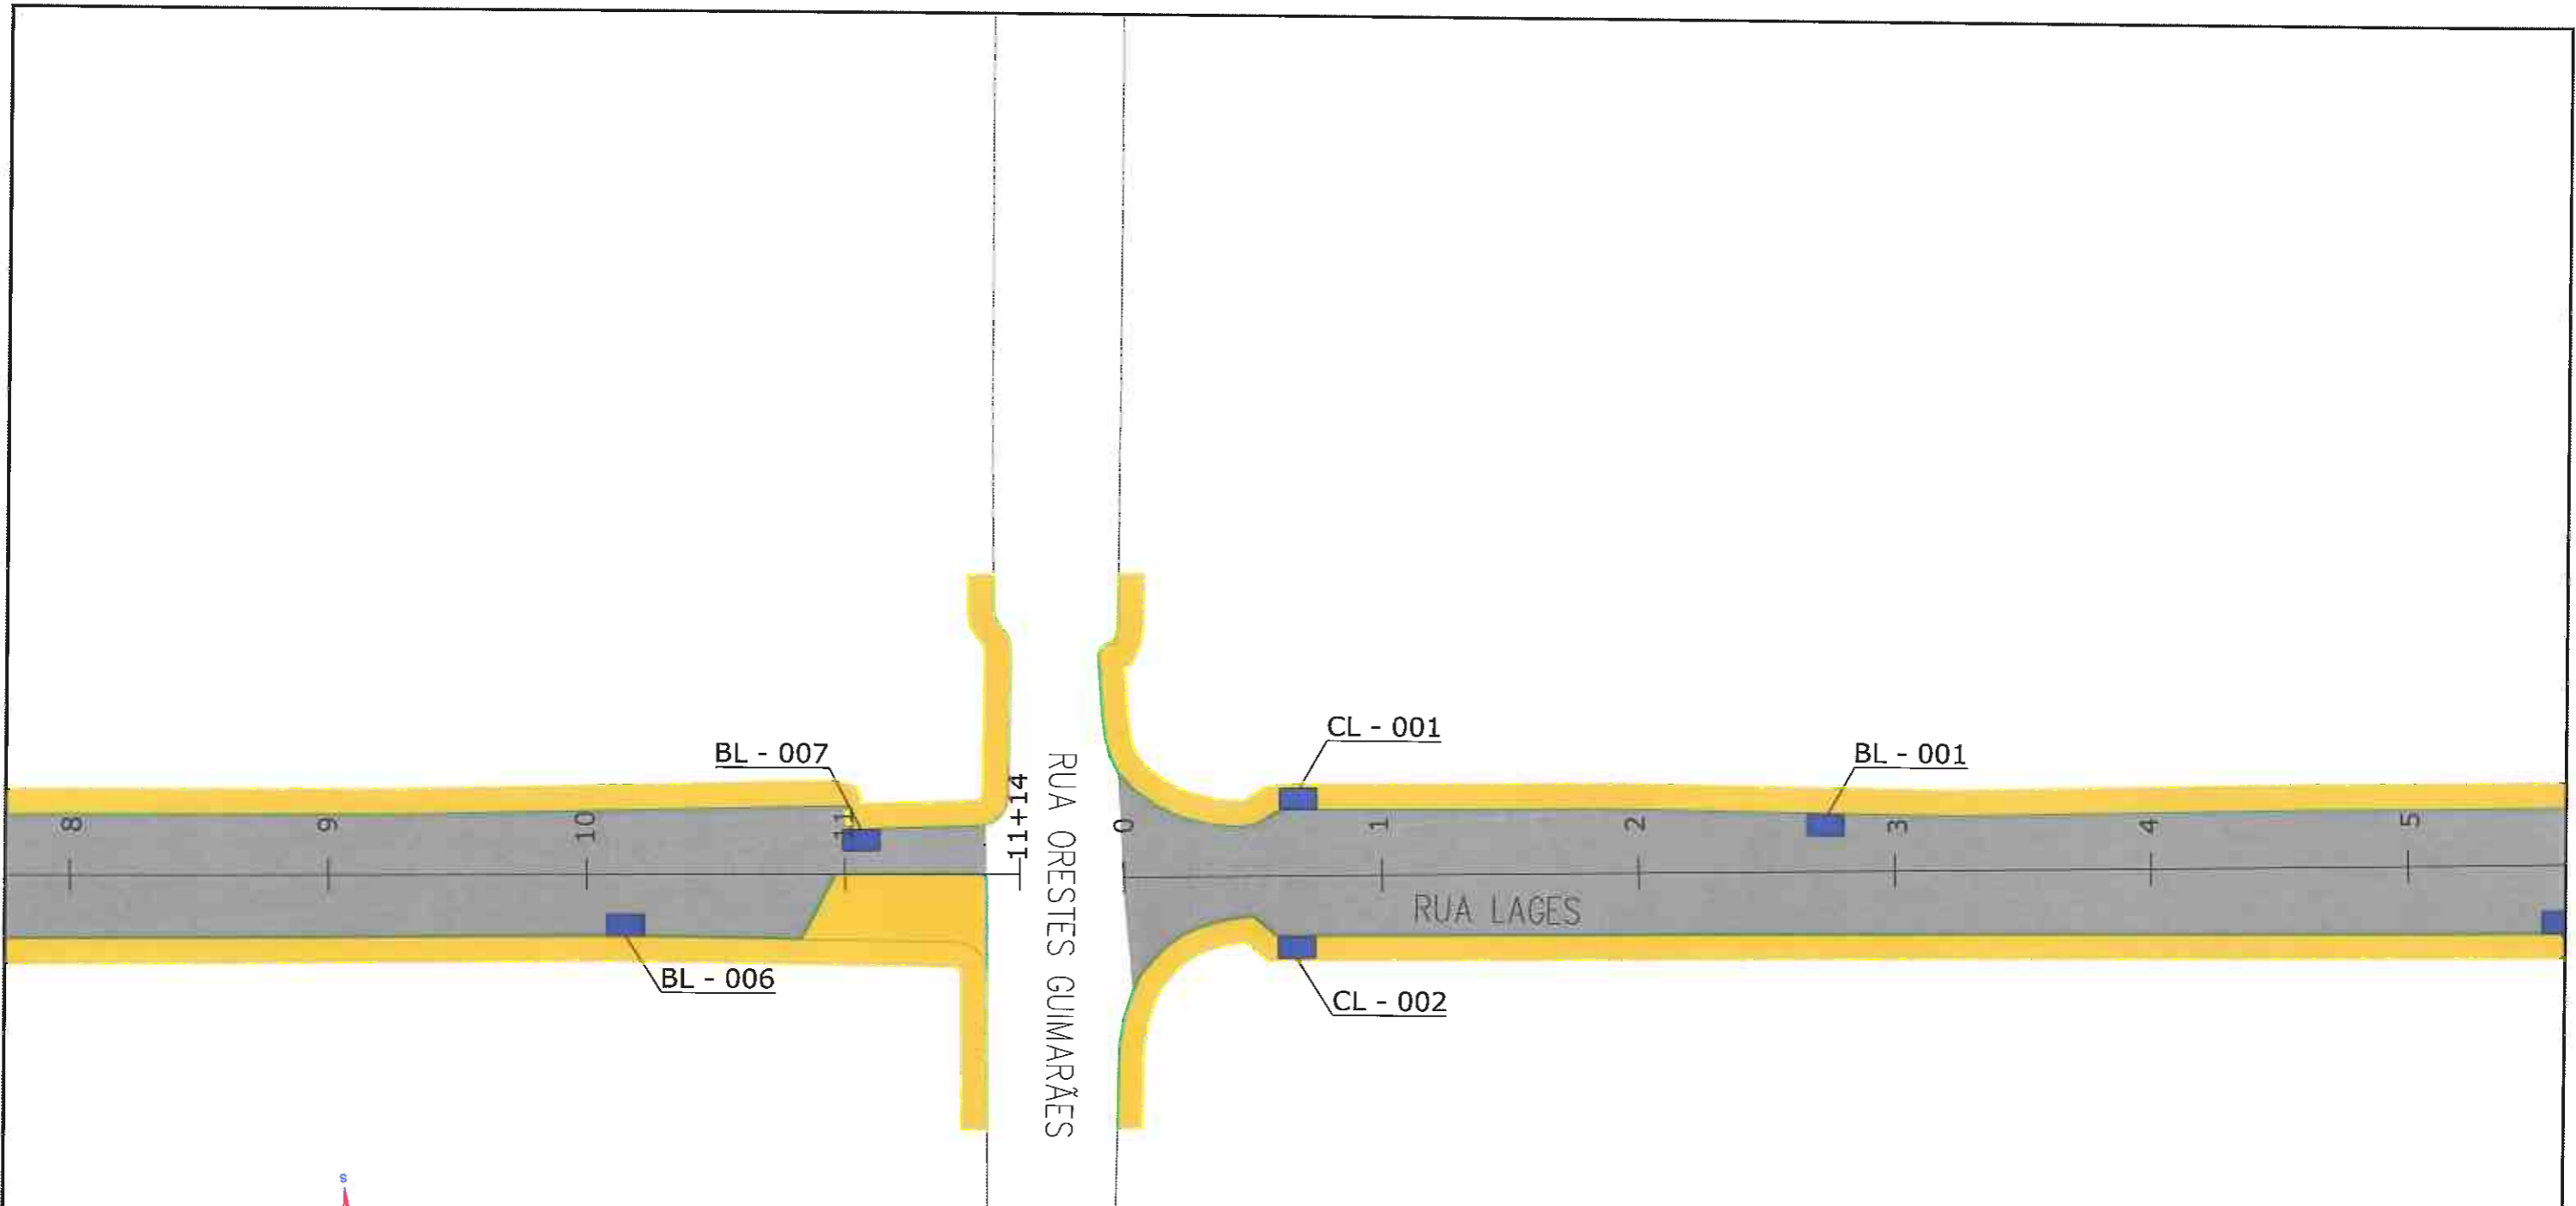 CL - 001
BL - 007
BL - 001
8
9
10
11
11+14
0
1
2
3
4
5
RUA ORESTES GUIMARÃES
RUA LAGES
BL - 006
CL - 002
S